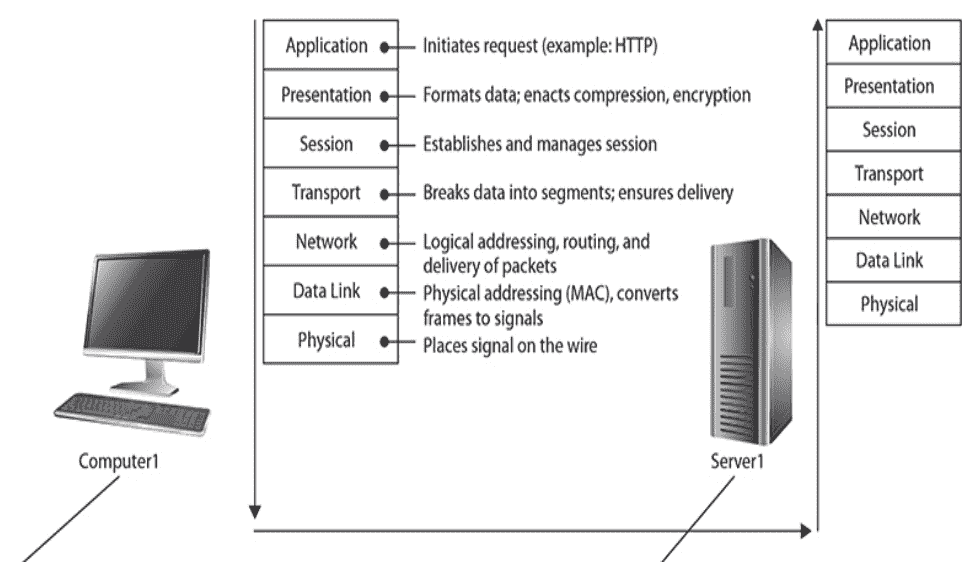 Application
Initiates request (example: HTTP)
Presentation
Formats data; enacts compression, encryption
Session
Establishes and manages session
Transport
Breaks data into segments; ensures delivery
Network
Logical addressing, routing, and
delivery of packets
Data Link
Physical addressing (MAC), converts
frames to signals
Physical
Places signal on the wire
Computer1
Server1
Application
Presentation
Session
Transport
Network
Data Link
Physical